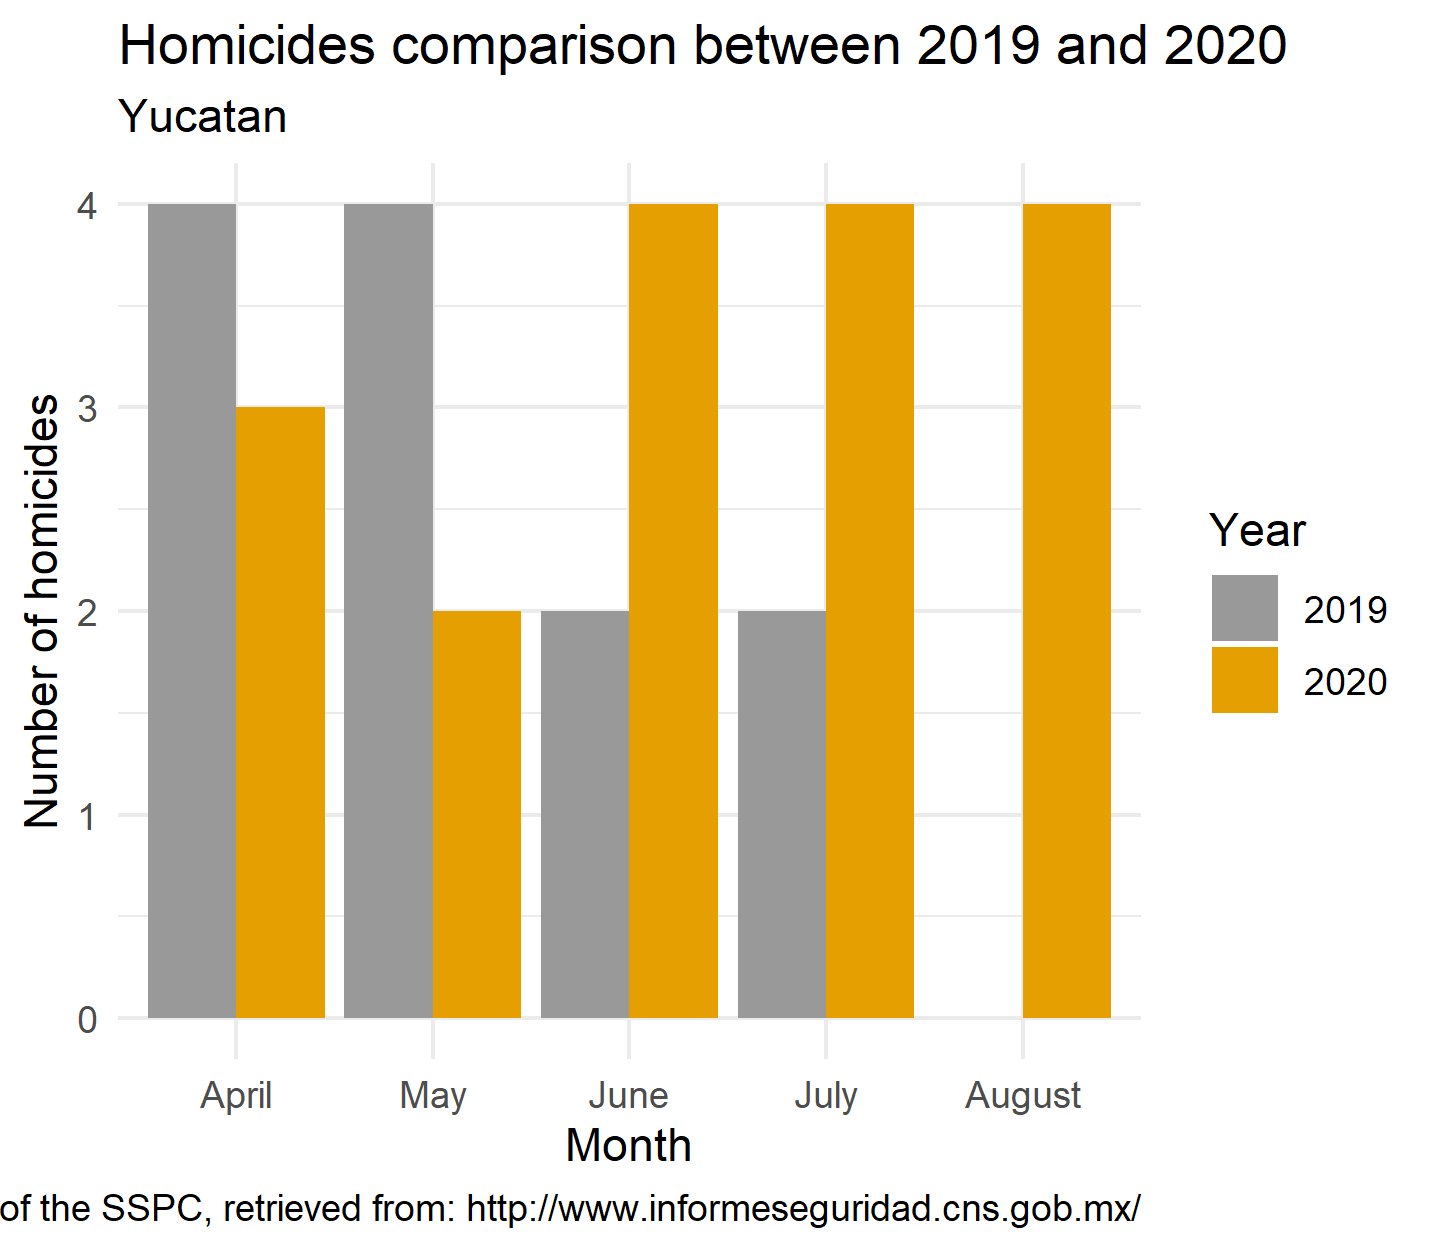 Homicides comparison between 2019 and 2020
Yucatan
4
3
2
1
0
Number of homicides
April May June July August
Month
Year
2019
2020
of the SSPC, retrieved from: http://www.informeseguridad.cns.gob.mx/